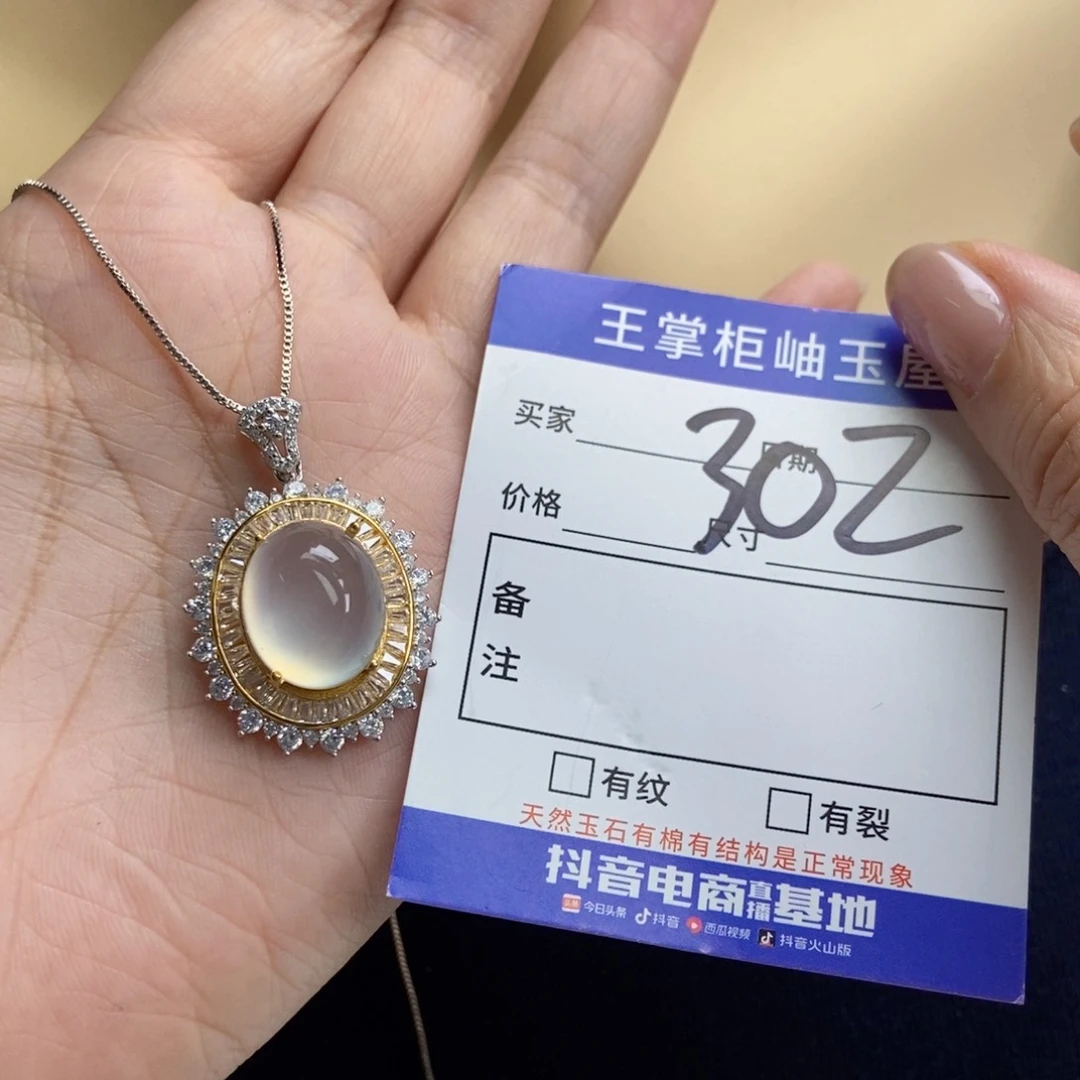 王掌柜岫玉屋
买家 日期
302
价格 尺寸
备
注
有纹 有裂
天然玉石有棉有结构是正常现象
抖音电商直播基地
头条 今日头条 抖音 西瓜视频 抖音火山版